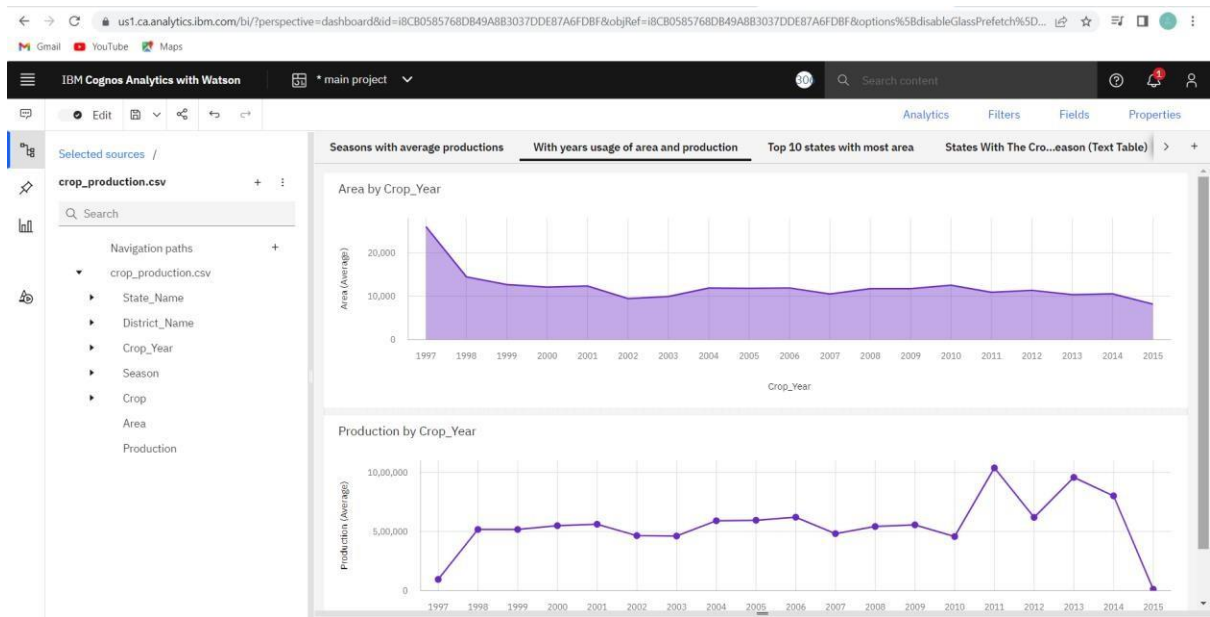 us1.ca.analytics.ibm.com/bi/?perspective=dashboard&id=i8CB0585768DB49A8B3037DDE87A6FDBF&objRef=i8CB0585768DB49A8B3037DDE87A6FDBF&options%5BdisableGlassPrefetch%5D...
Gmail YouTube Maps
IBM Cognos Analytics with Watson * main project Search content 1
Edit Analytics Filters Fields Properties
Selected sources /
crop_production.csv
Search
Navigation paths
crop_production.csv
State_Name
District_Name
Crop_Year
Season
Crop
Area
Production
Seasons with average productions With years usage of area and production Top 10 states with most area States With The Cro...eason (Text Table)
Area by Crop_Year
Area (Average)
20,000
10,000
0
1997 1998 1999 2000 2001 2002 2003 2004 2005 2006 2007 2008 2009 2010 2011 2012 2013 2014 2015
Crop_Year
Production by Crop_Year
Production (Average)
10,00,000
5,00,000
0
1997 1998 1999 2000 2001 2002 2003 2004 2005 2006 2007 2008 2009 2010 2011 2012 2013 2014 2015